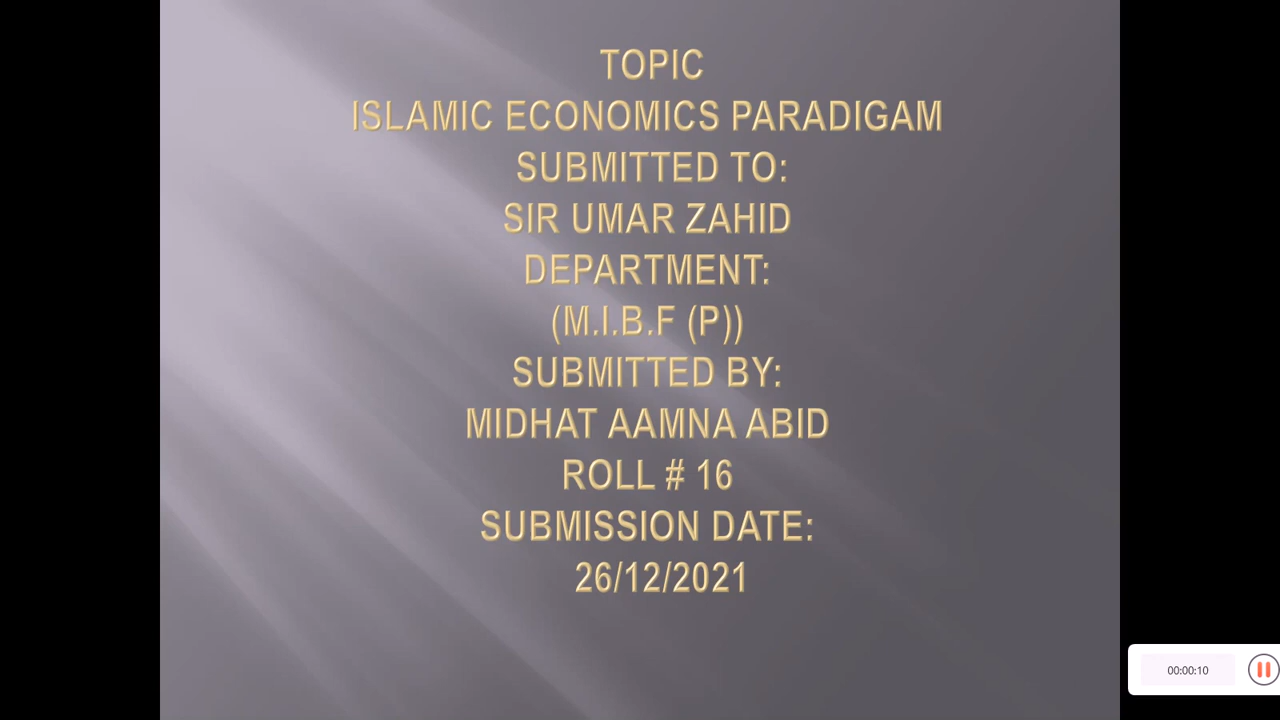 TOPIC
ISLAMIC ECONOMICS PARADIGAM
SUBMITTED TO:
SIR UMAR ZAHID
DEPARTMENT:
(M.I.B.F (P))
SUBMITTED BY:
MIDHAT AAMNA ABID
ROLL # 16
SUBMISSION DATE:
26/12/2021
00:00:10